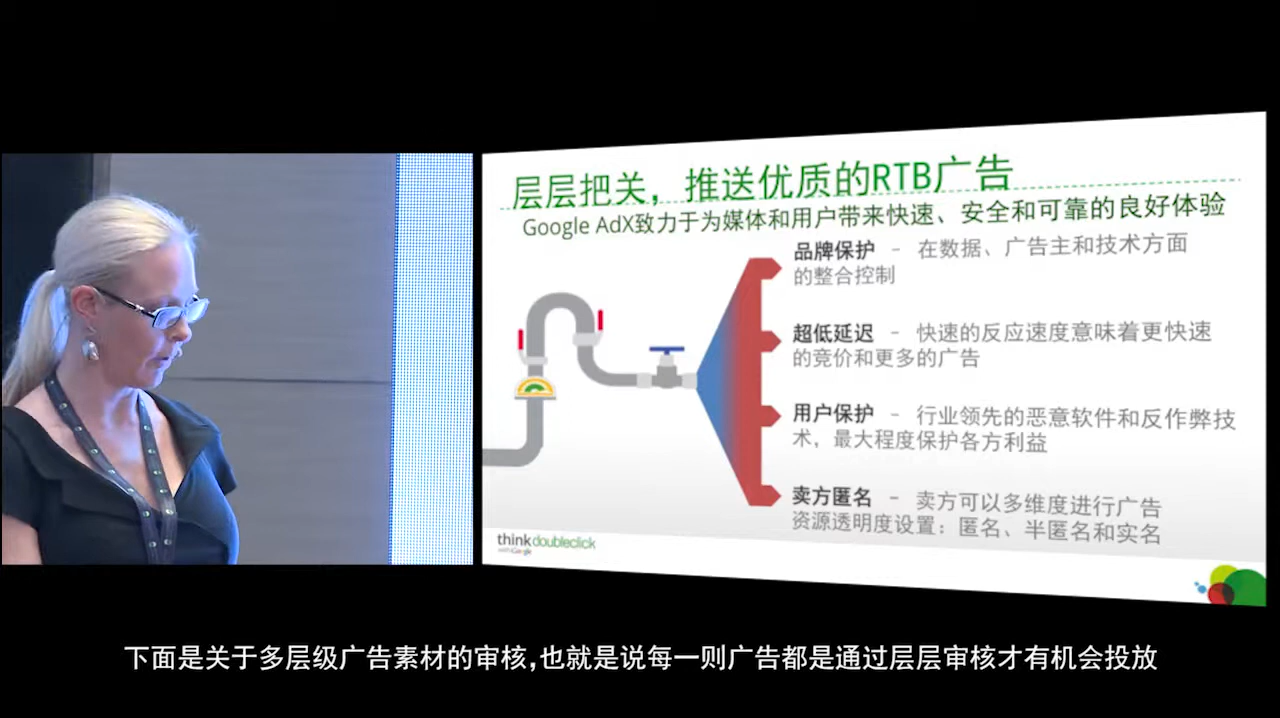 层层把关，推送优质的RTB广告
Google AdX致力于为媒体和用户带来快速、安全和可靠的良好体验
品牌保护 - 在数据、广告主和技术方面
的整合控制
超低延迟 - 快速的反应速度意味着更快速
的竞价和更多的广告
用户保护 - 行业领先的恶意软件和反作弊技
术，最大程度保护各方利益
卖方匿名 - 卖方可以多维度进行广告
资源透明度设置：匿名、半匿名和实名
thinkdoubleclick
with Google
下面是关于多层级广告素材的审核,也就是说每一则广告都是通过层层审核才有机会投放